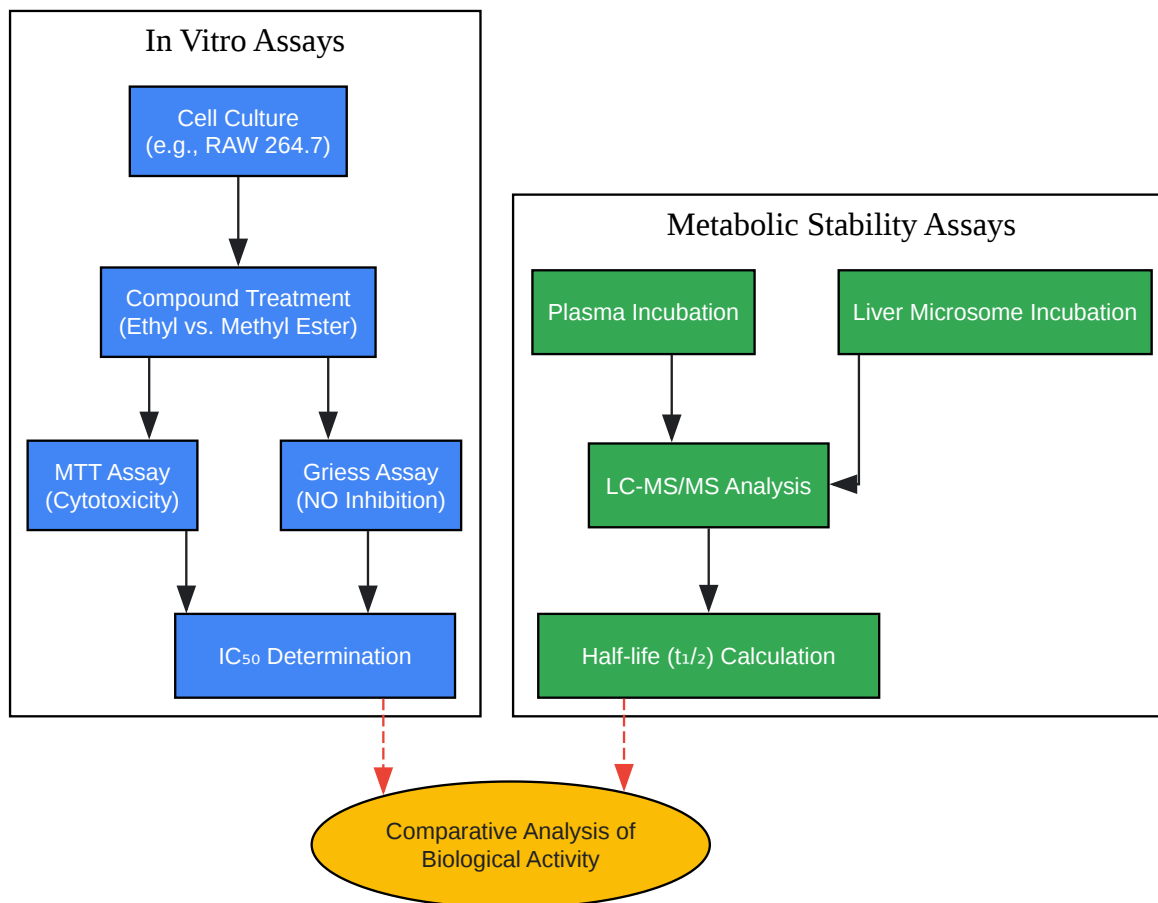 In Vitro Assays
Cell Culture
(e.g., RAW 264.7)
Compound Treatment
(Ethyl vs. Methyl Ester)
MTT Assay
(Cytotoxicity)
Griess Assay
(NO Inhibition)
IC₅₀ Determination
Metabolic Stability Assays
Plasma Incubation
Liver Microsome Incubation
LC-MS/MS Analysis
Half-life (t₁/₂) Calculation
Comparative Analysis of
Biological Activity